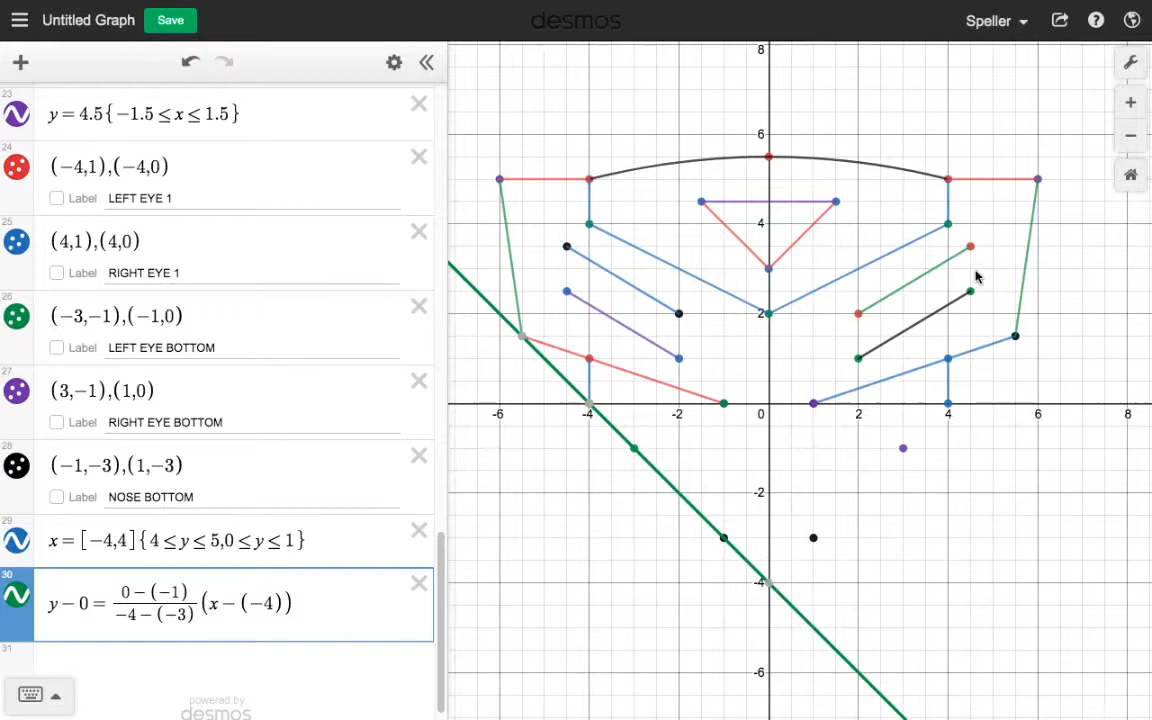 Untitled Graph Save desmos Speller
23
y = 4.5{−1.5 ≤ x ≤ 1.5}
24
(−4,1),(−4,0)
Label LEFT EYE 1
25
(4,1),(4,0)
Label RIGHT EYE 1
26
(−3,−1),(−1,0)
Label LEFT EYE BOTTOM
27
(3,−1),(1,0)
Label RIGHT EYE BOTTOM
28
(−1,−3),(1,−3)
Label NOSE BOTTOM
29
x = [−4,4]{4 ≤ y ≤ 5,0 ≤ y ≤ 1}
30
y − 0 = \frac{0 − (−1)}{−4 − (−3)}(x − (−4))
31
powered by
desmos
8
6
4
2
-6 -4 -2 0 2 4 6 8
-2
-4
-6